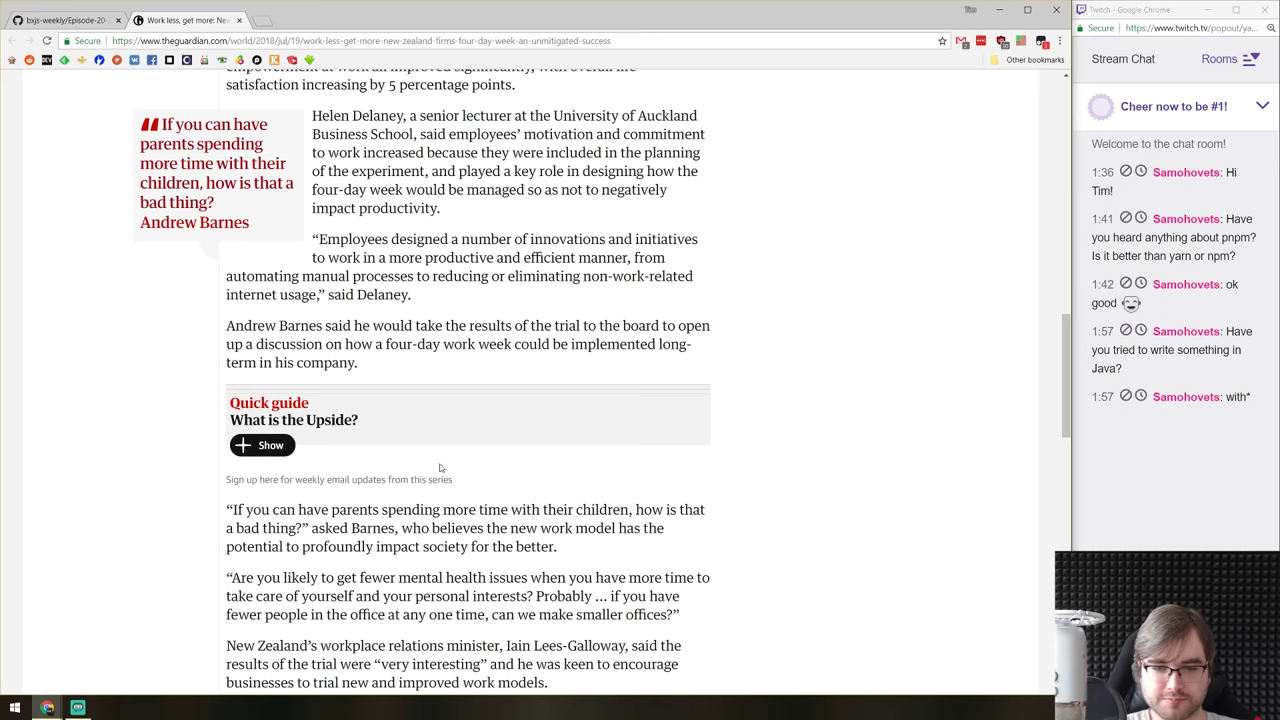 bxjs-weekly/Episode-20
Work less, get more: Ne
Tim
Secure
https://www.theguardian.com/world/2018/jul/19/work-less-get-more-new-zealand-firms-four-day-week-an-unmitigated-success
Other bookmarks
empowerment at work all improved significantly, with overall life
satisfaction increasing by 5 percentage points.
If you can have
parents spending
more time with their
children, how is that a
bad thing?
Andrew Barnes
Helen Delaney, a senior lecturer at the University of Auckland
Business School, said employees’ motivation and commitment
to work increased because they were included in the planning
of the experiment, and played a key role in designing how the
four-day week would be managed so as not to negatively
impact productivity.
“Employees designed a number of innovations and initiatives
to work in a more productive and efficient manner, from
automating manual processes to reducing or eliminating non-work-related
internet usage,” said Delaney.
Andrew Barnes said he would take the results of the trial to the board to open
up a discussion on how a four-day work week could be implemented long-
term in his company.
Quick guide
What is the Upside?
Show
Sign up here for weekly email updates from this series
“If you can have parents spending more time with their children, how is that
a bad thing?” asked Barnes, who believes the new work model has the
potential to profoundly impact society for the better.
“Are you likely to get fewer mental health issues when you have more time to
take care of yourself and your personal interests? Probably … if you have
fewer people in the office at any one time, can we make smaller offices?”
New Zealand’s workplace relations minister, Iain Lees-Galloway, said the
results of the trial were “very interesting” and he was keen to encourage
businesses to trial new and improved work models.
Twitch - Google Chrome
Secure
https://www.twitch.tv/popout/ya...
Stream Chat
Rooms
Cheer now to be #1!
Welcome to the chat room!
1:36 Samohovets: Hi
Tim!
1:41 Samohovets: Have
you heard anything about pnpm?
Is it better than yarn or npm?
1:42 Samohovets: ok
good
1:57 Samohovets: Have
you tried to write something in
Java?
1:57 Samohovets: with*